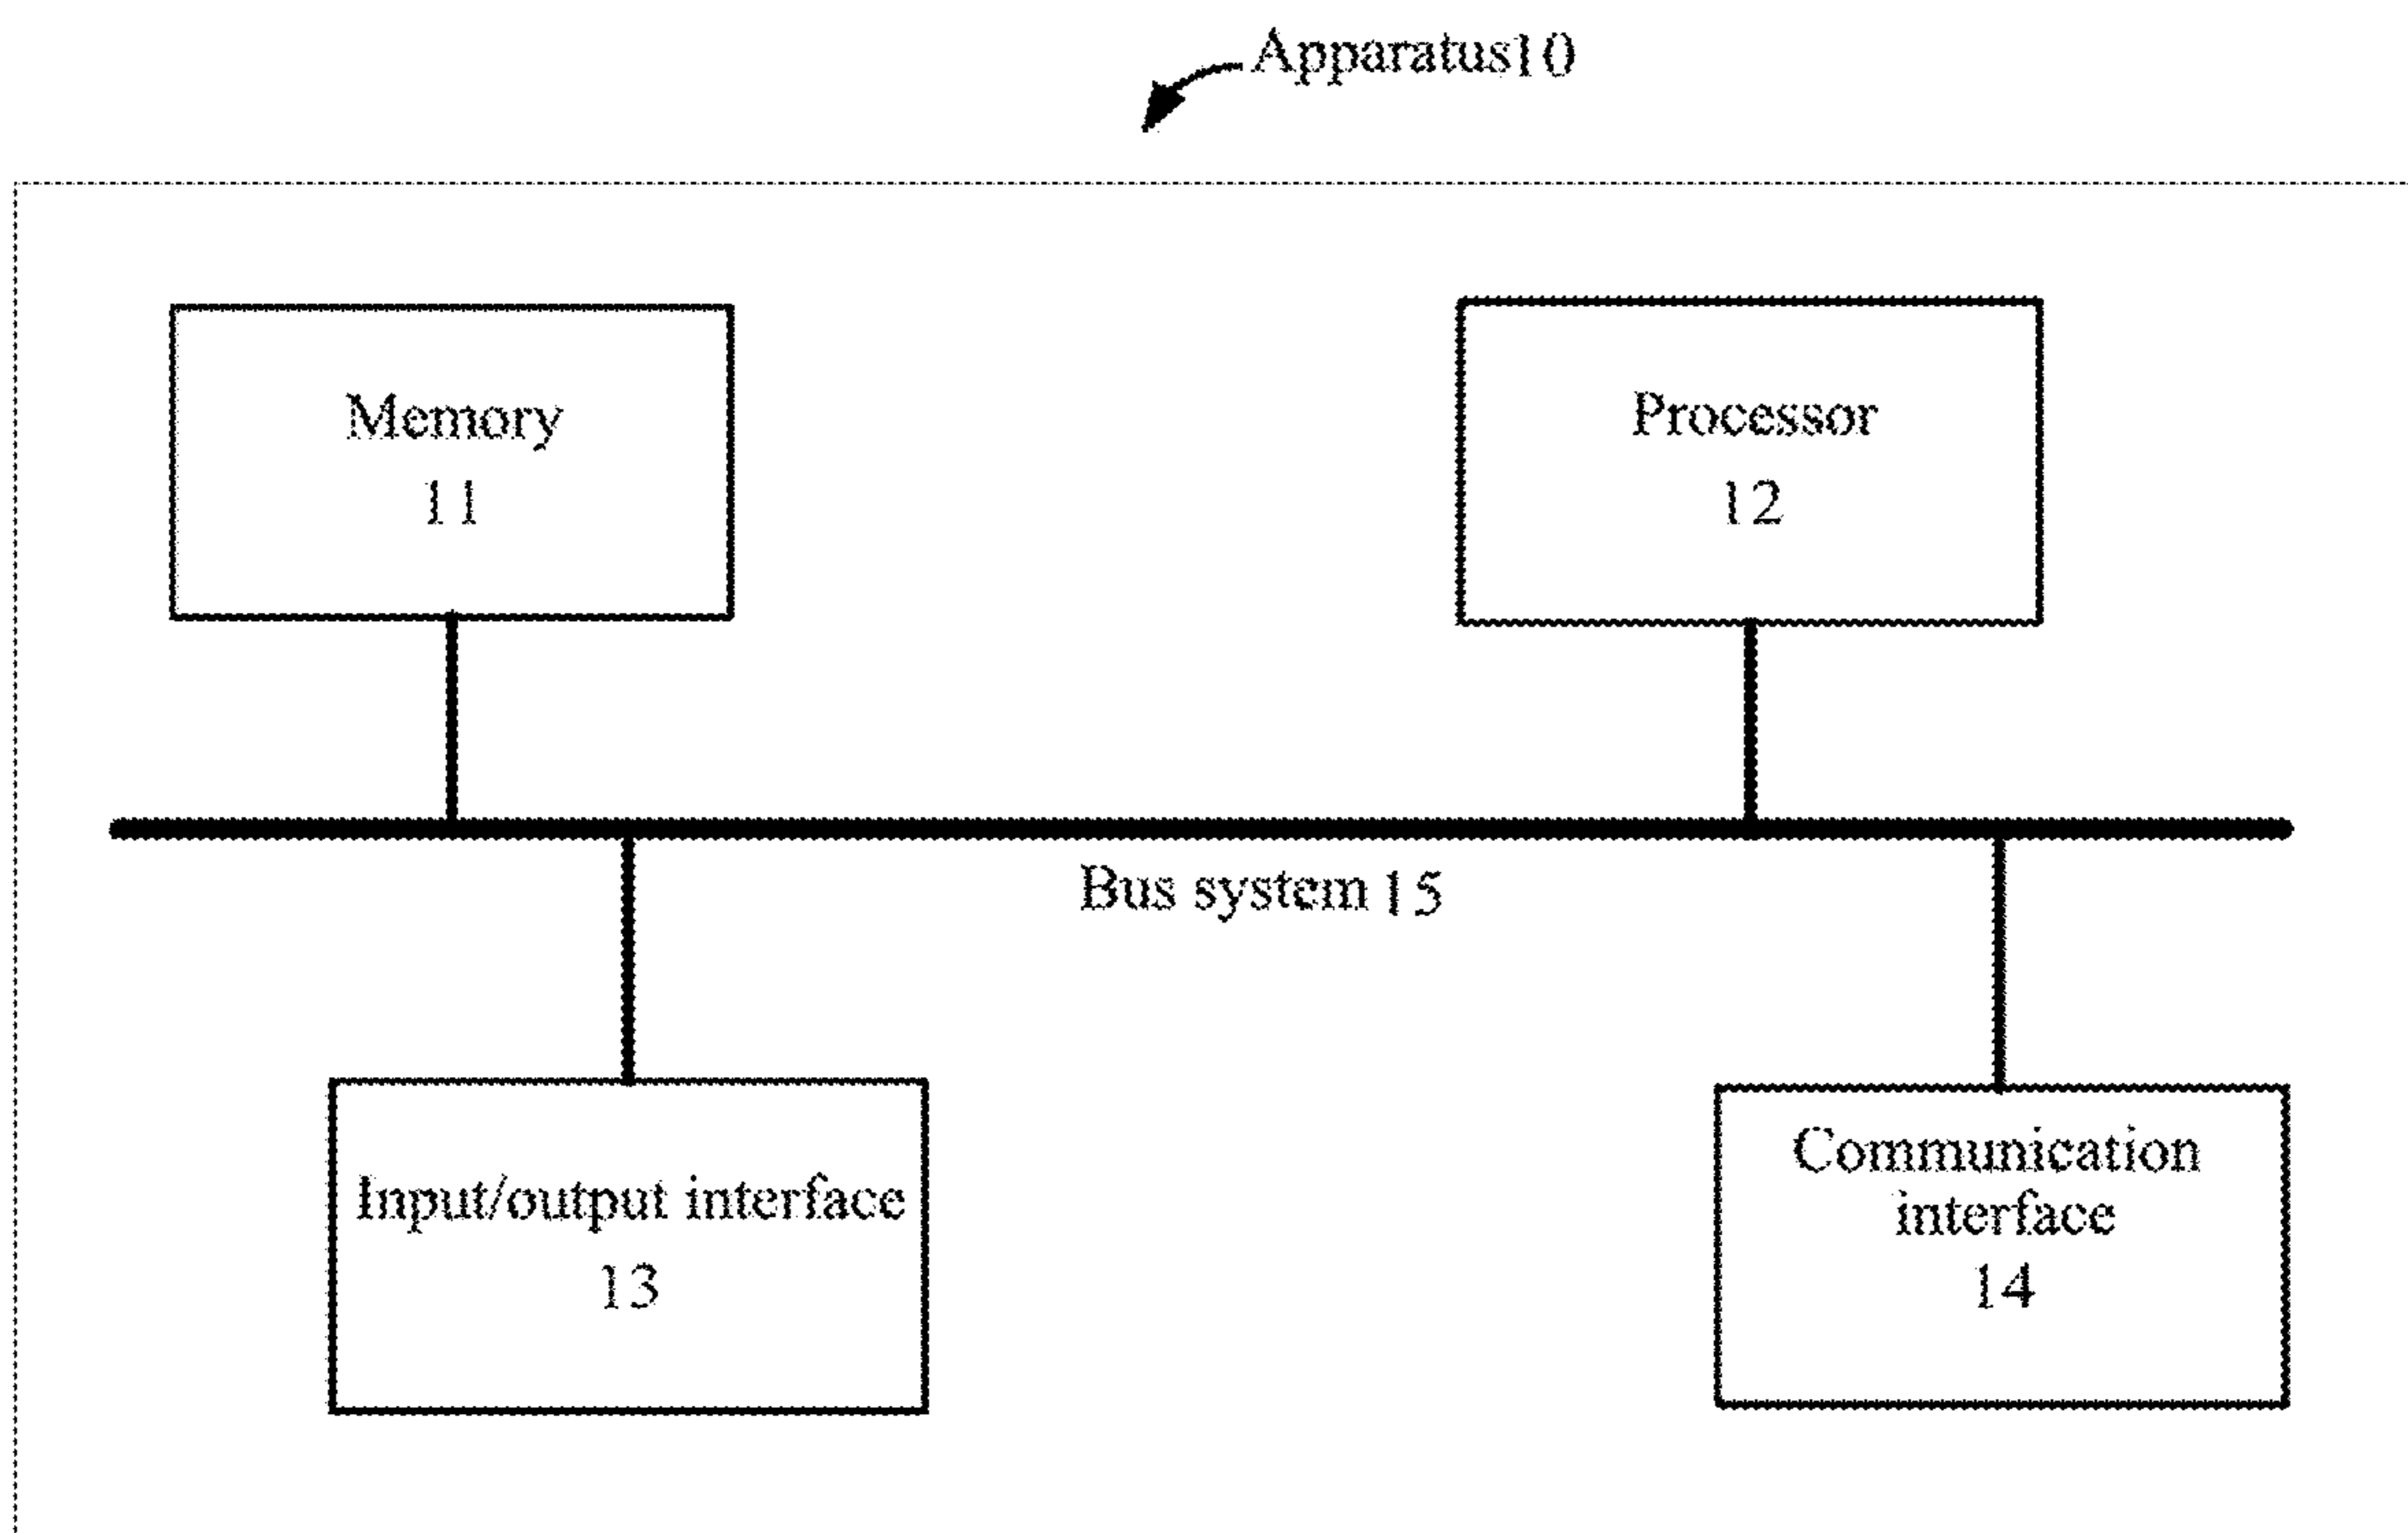 Apparatus10
Memory
11
Processor
12
Bus system 15
Input/output interface
13
Communication
interface
14